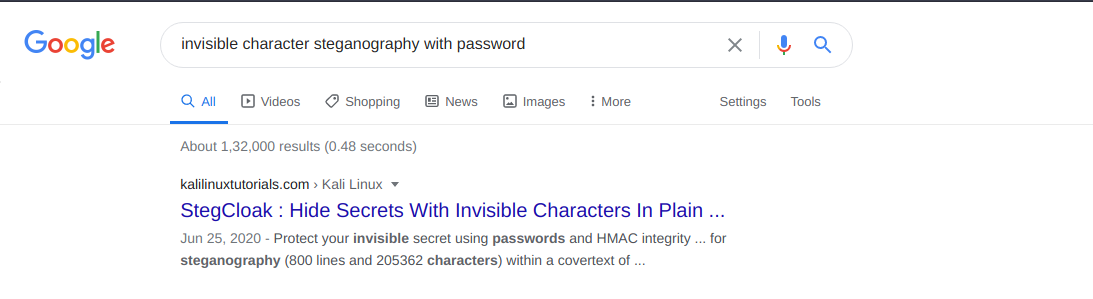 Google
invisible character steganography with password
All Videos Shopping News Images More Settings Tools
About 1,32,000 results (0.48 seconds)
kalilinuxtutorials.com › Kali Linux
StegCloak : Hide Secrets With Invisible Characters In Plain ...
Jun 25, 2020 - Protect your invisible secret using passwords and HMAC integrity ... for
steganography (800 lines and 205362 characters) within a covertext of ...